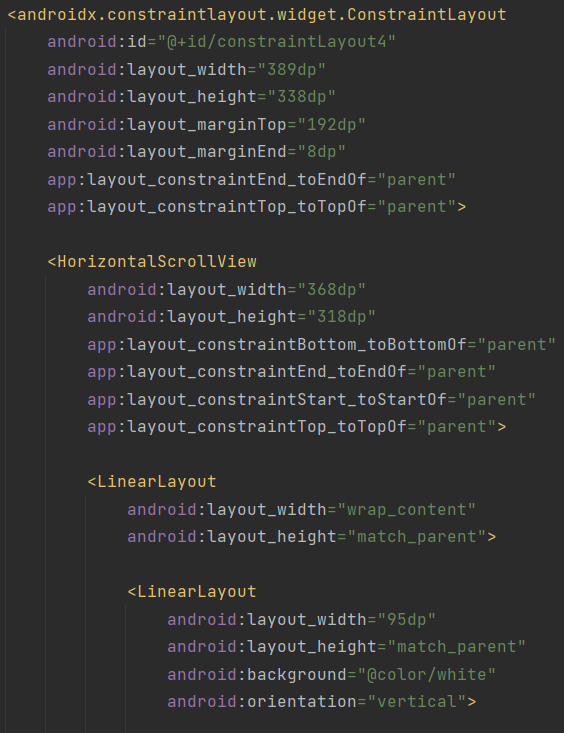 <androidx.constraintlayout.widget.ConstraintLayout
    android:id="@+id/constraintLayout4"
    android:layout_width="389dp"
    android:layout_height="338dp"
    android:layout_marginTop="192dp"
    android:layout_marginEnd="8dp"
    app:layout_constraintEnd_toEndOf="parent"
    app:layout_constraintTop_toTopOf="parent">

    <HorizontalScrollView
        android:layout_width="368dp"
        android:layout_height="318dp"
        app:layout_constraintBottom_toBottomOf="parent"
        app:layout_constraintEnd_toEndOf="parent"
        app:layout_constraintStart_toStartOf="parent"
        app:layout_constraintTop_toTopOf="parent">

        <LinearLayout
            android:layout_width="wrap_content"
            android:layout_height="match_parent">

            <LinearLayout
                android:layout_width="95dp"
                android:layout_height="match_parent"
                android:background="@color/white"
                android:orientation="vertical">